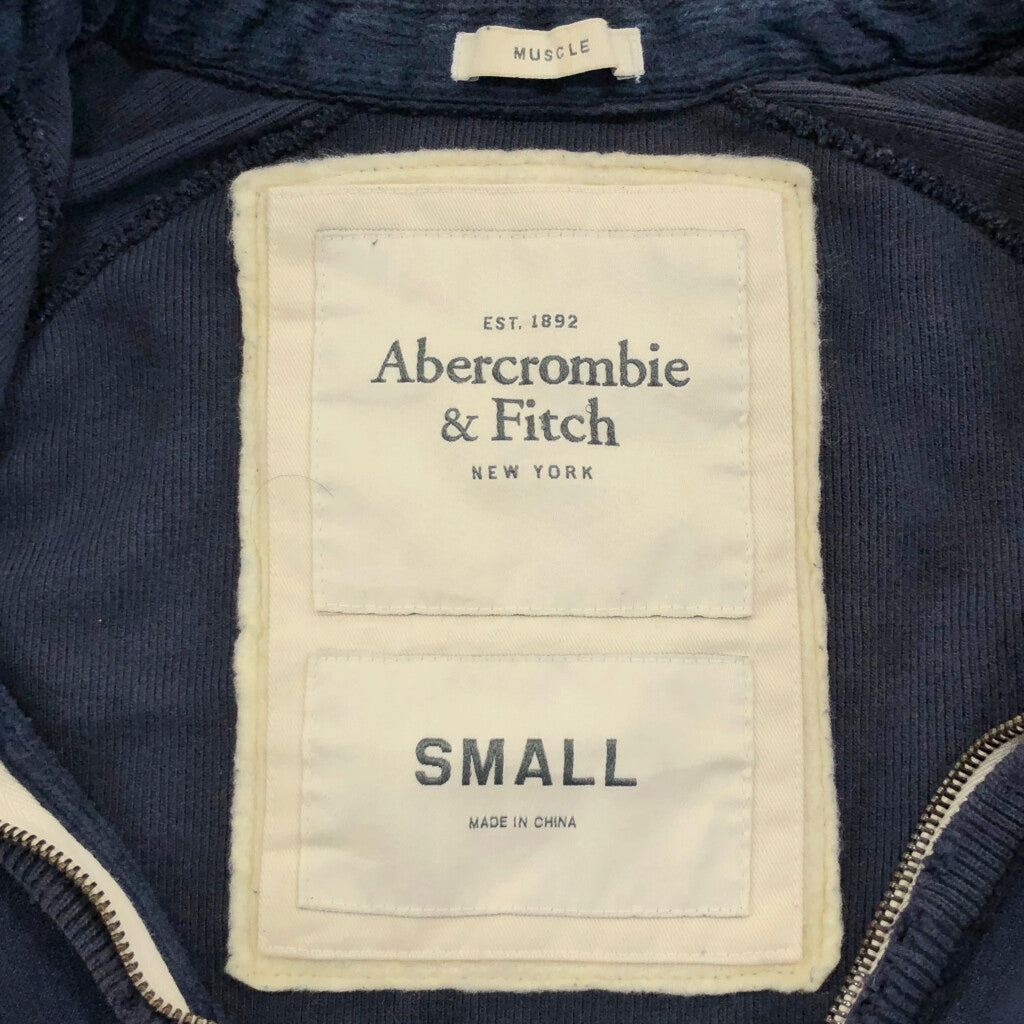 MUSCLE
EST. 1892
Abercrombie
& Fitch
NEW YORK
SMALL
MADE IN CHINA